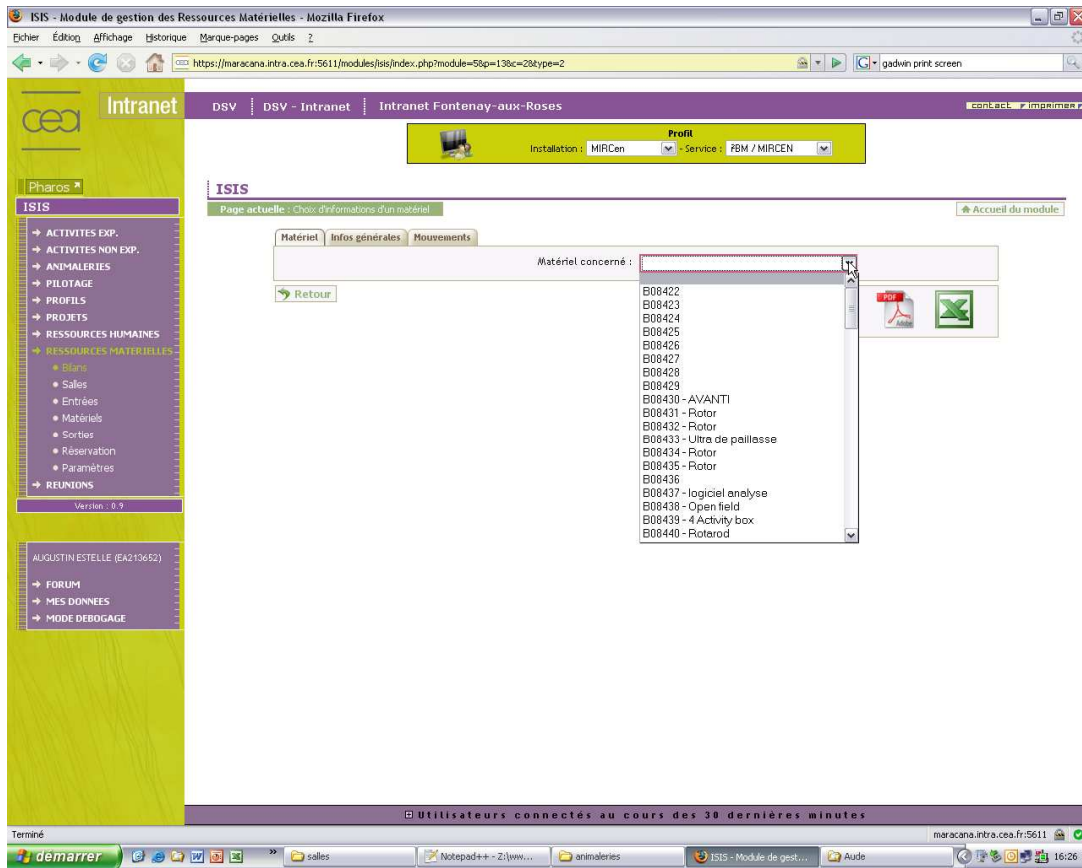 ISIS - Module de gestion des Ressources Matérielles - Mozilla Firefox
Fichier Édition Affichage Historique Marque-pages Outils ?
https://maracana.intra.cea.fr:5611/modules/isis/index.php?module=5&p=13&c=28&type=2
gadwin print screen
cea
Intranet
DSV DSV - Intranet Intranet Fontenay-aux-Roses
contact imprimer
Profil
Installation : MIRCen - Service : FBM / MIRCEN
Pharos
ISIS
ISIS
Page actuelle : Choix d'informations d'un matériel
Accueil du module
ACTIVITES EXP.
ACTIVITES NON EXP.
ANIMALERIES
PILOTAGE
PROFILS
PROJETS
RESSOURCES HUMAINES
RESSOURCES MATERIELLES
Bilans
Salles
Entrées
Matériels
Sorties
Réservation
Paramètres
REUNIONS
Version : 0.9
AUGUSTIN ESTELLE (EA213652)
FORUM
MES DONNEES
MODE DEBOGAGE
Matériel Infos générales Mouvements
Matériel concerné :
Retour
B08422
B08423
B08424
B08425
B08426
B08427
B08428
B08429
B08430 - AVANTI
B08431 - Rotor
B08432 - Rotor
B08433 - Ultra de paillasse
B08434 - Rotor
B08435 - Rotor
B08436
B08437 - logiciel analyse
B08438 - Open field
B08439 - 4 Activity box
B08440 - Rotarod
PDF
Adobe
Utilisateurs connectés au cours des 30 dernières minutes
Terminé
maracana.intra.cea.fr:5611
démarrer
salles
Notepad++ - Z:\ww...
animaleries
ISIS - Module de gest...
Aude
16:26